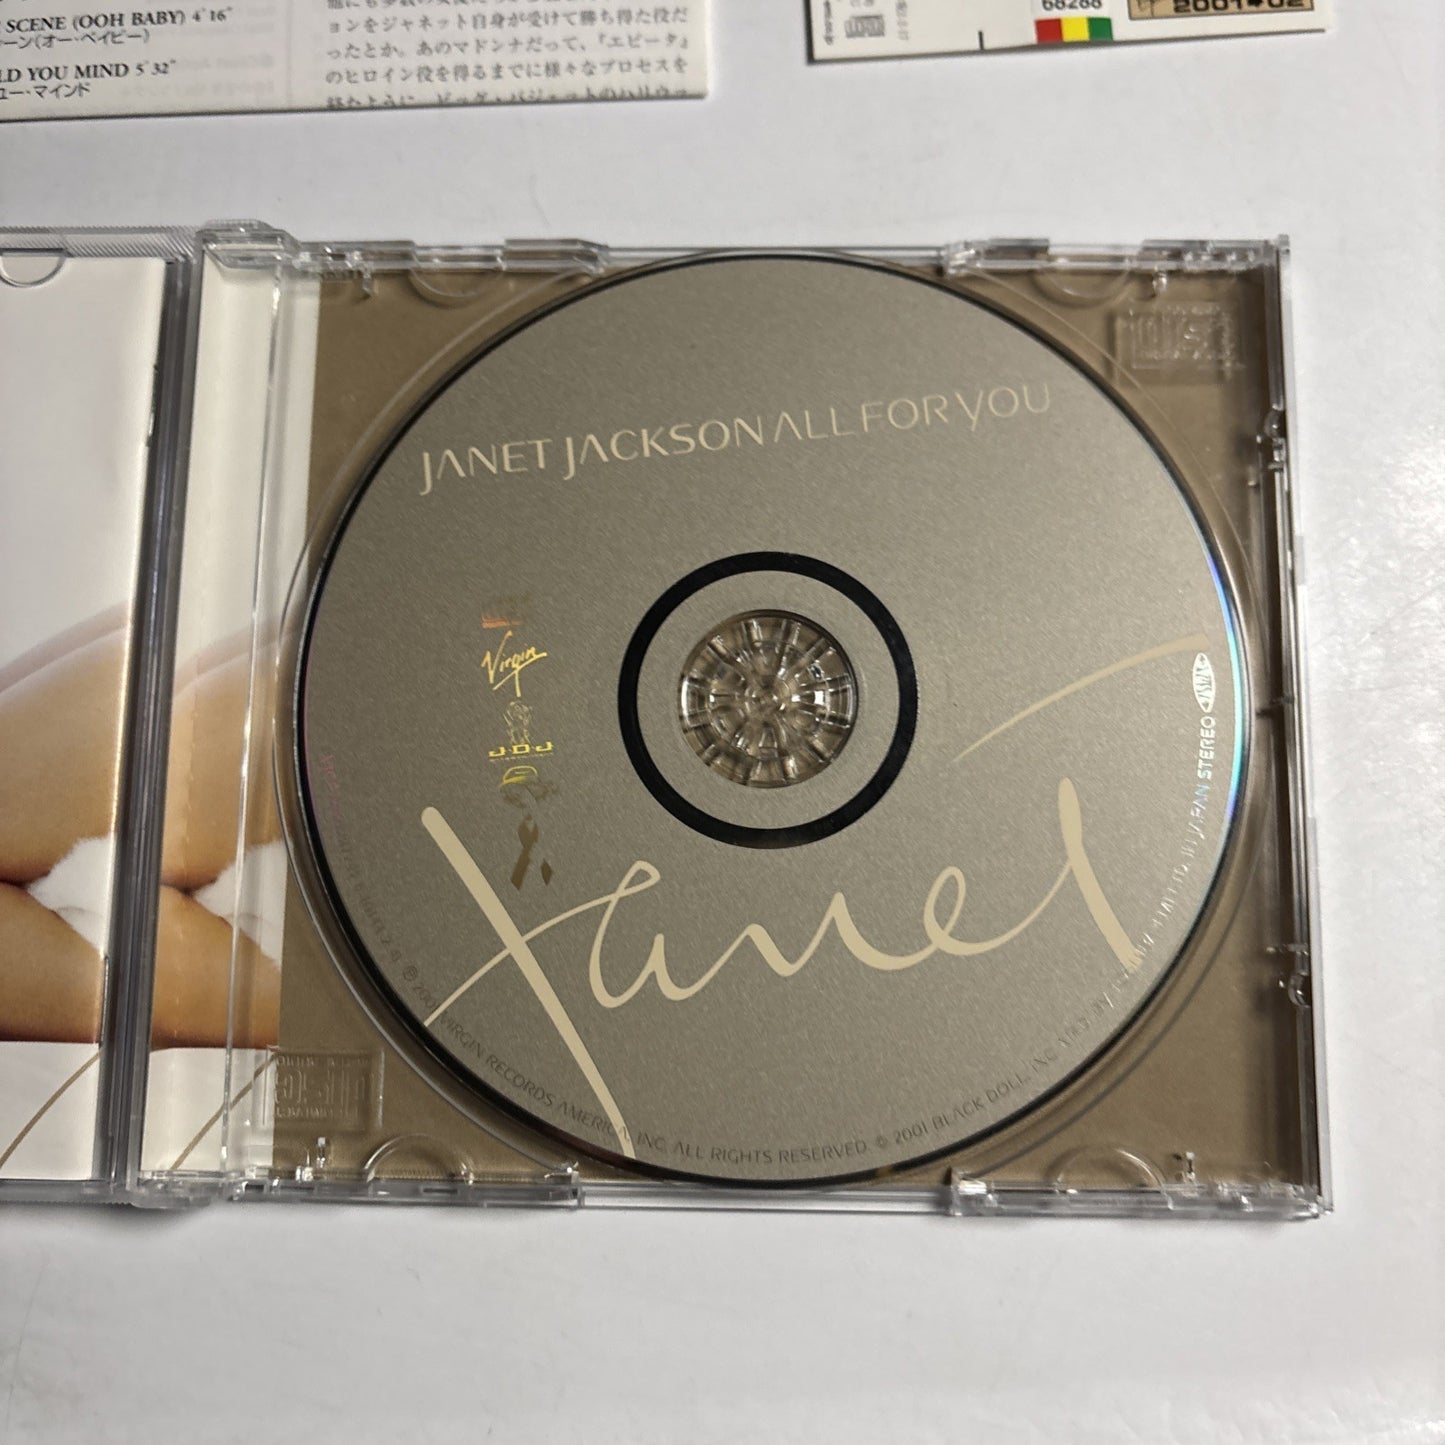 SCENE (OOH BABY) 4'16"
ーン(オー・ベイビー)
LD YOU MIND 5'32"
ュー・マインド
ョンをジャネット自身が受けて勝ち得た役だ
ったとか。あのマドンナだって、『エビータ』
のヒロイン役を得るまでに様々なプロセスを
68288
2001➡02
JANET JACKSON ALL FOR YOU
Virgin
JDJ
Janet
℗ 2001 VIRGIN RECORDS AMERICA, INC. ALL RIGHTS RESERVED. © 2001 BLACK DOLL, INC.
IN JAPAN STEREO